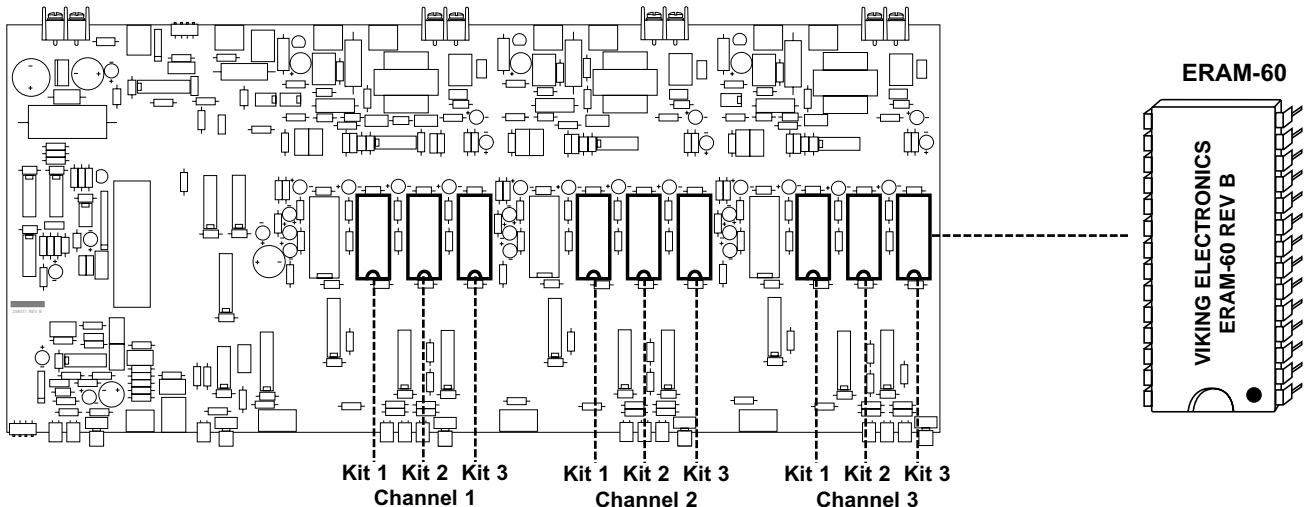 ERAM-60
VIKING ELECTRONICS
ERAM-60 REV B
Kit 1 Kit 2 Kit 3
Channel 1
Kit 1 Kit 2 Kit 3
Channel 2
Kit 1 Kit 2 Kit 3
Channel 3